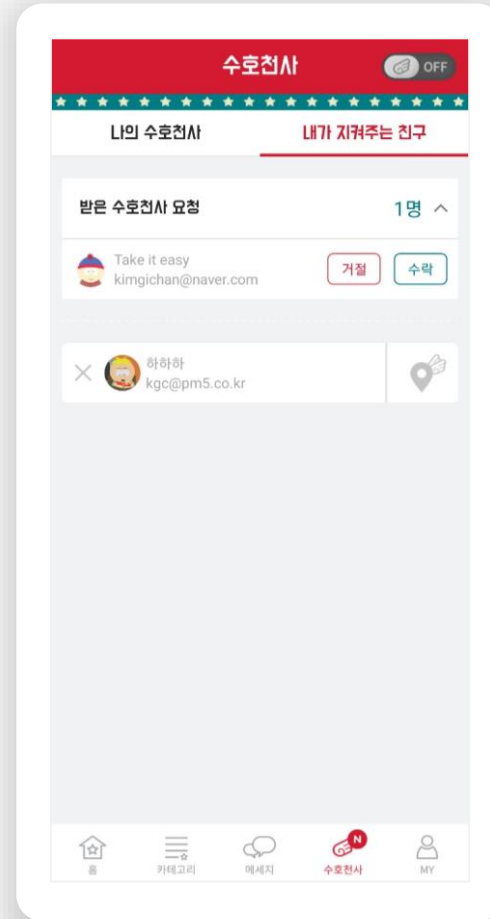 수호천사
OFF
나의 수호천사
내가 지켜주는 친구
받은 수호천사 요청
1명
Take it easy
kimgichan@naver.com
거절
수락
하하하
kgc@pm5.co.kr
N
홈
카테고리
메세지
수호천사
MY